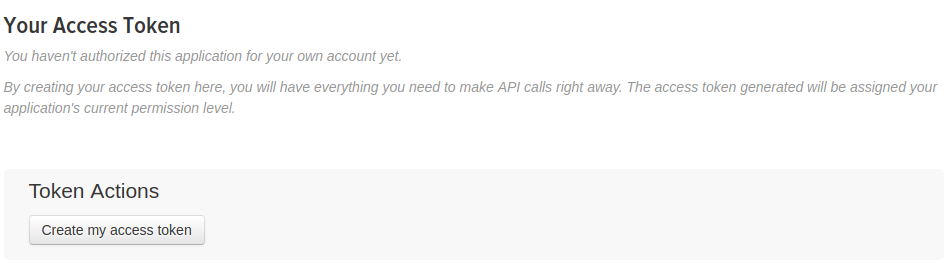 Your Access Token
You haven't authorized this application for your own account yet.
By creating your access token here, you will have everything you need to make API calls right away. The access token generated will be assigned your
application's current permission level.
Token Actions
Create my access token